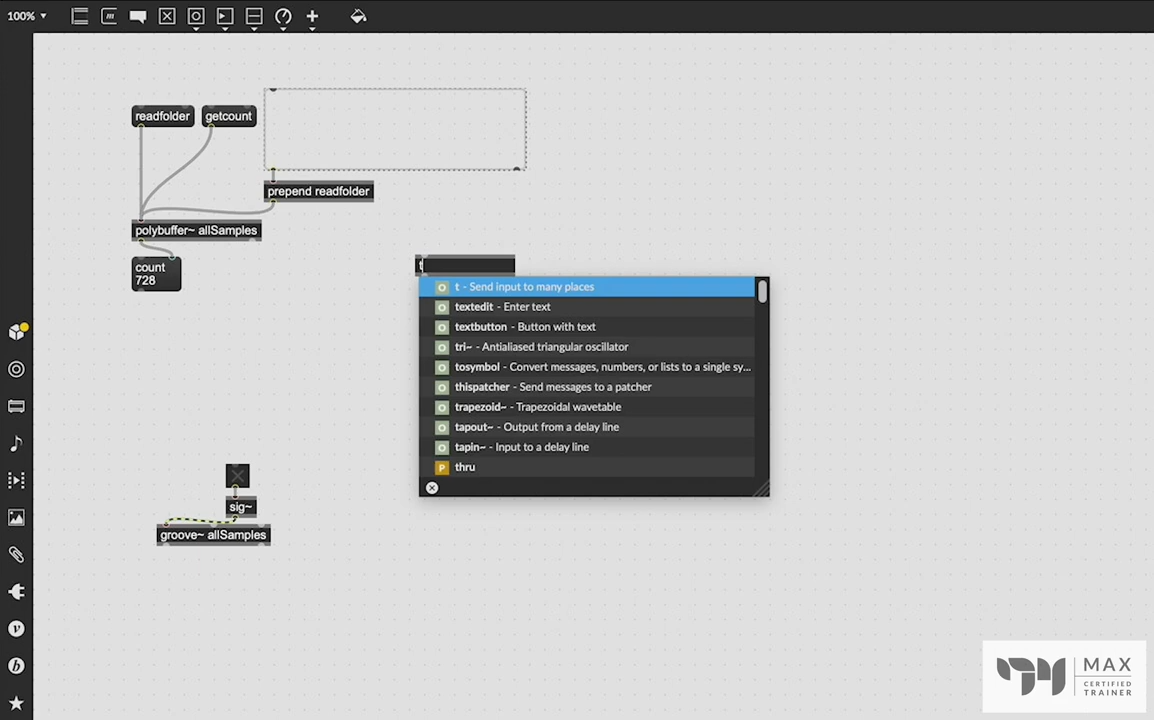 100%
m
readfolder
getcount
prepend readfolder
polybuffer~ allSamples
count
728
t
t - Send input to many places
textedit - Enter text
textbutton - Button with text
tri~ - Antialiased triangular oscillator
tosymbol - Convert messages, numbers, or lists to a single sy...
thispatcher - Send messages to a patcher
trapezoid~ - Trapezoidal wavetable
tapout~ - Output from a delay line
tapin~ - Input to a delay line
P thru
sig~
groove~ allSamples
MAX
CERTIFIED
TRAINER